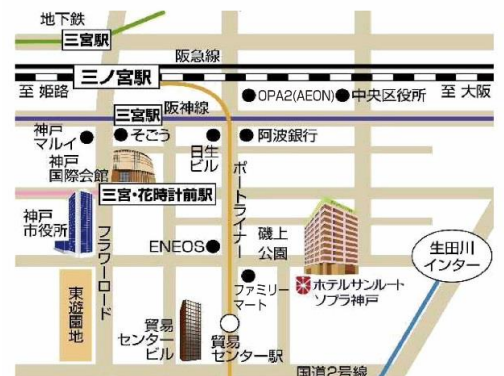 地下鉄
三宮駅
阪急線
三ノ宮駅
至 姫路
OPA2(AEON)
中央区役所
至 大阪
三宮駅
阪神線
神戸
マルイ
そごう
日生
ビル
阿波銀行
神戸
国際会館
三宮・花時計前駅
ポートライナー
神戸
市役所
フラワーロード
ENEOS
磯上
公園
生田川
インター
ファミリー
マート
ホテルサンルート
ソプラ神戸
東遊園地
貿易
センター
ビル
貿易
センター駅
国道2号線